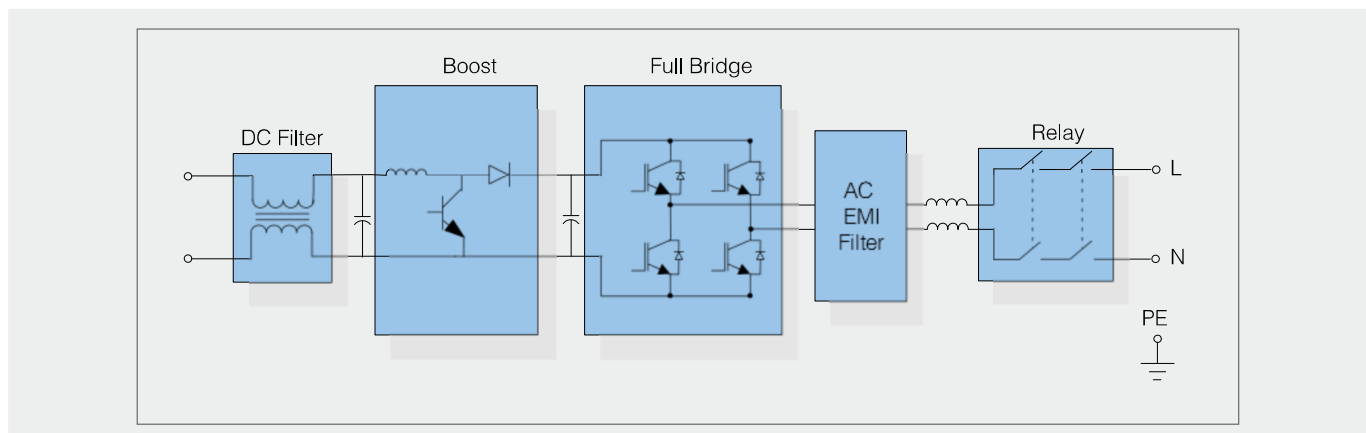 Boost
Full Bridge
DC Filter
Relay
L
AC
EMI
Filter
N
PE